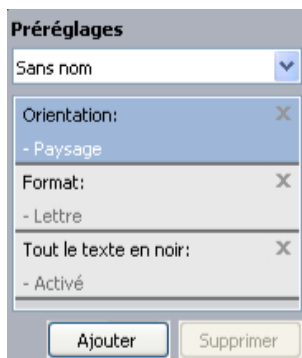 Préréglages
Sans nom
Orientation:
- Paysage
Format:
- Lettre
Tout le texte en noir:
- Activé
Ajouter Supprimer